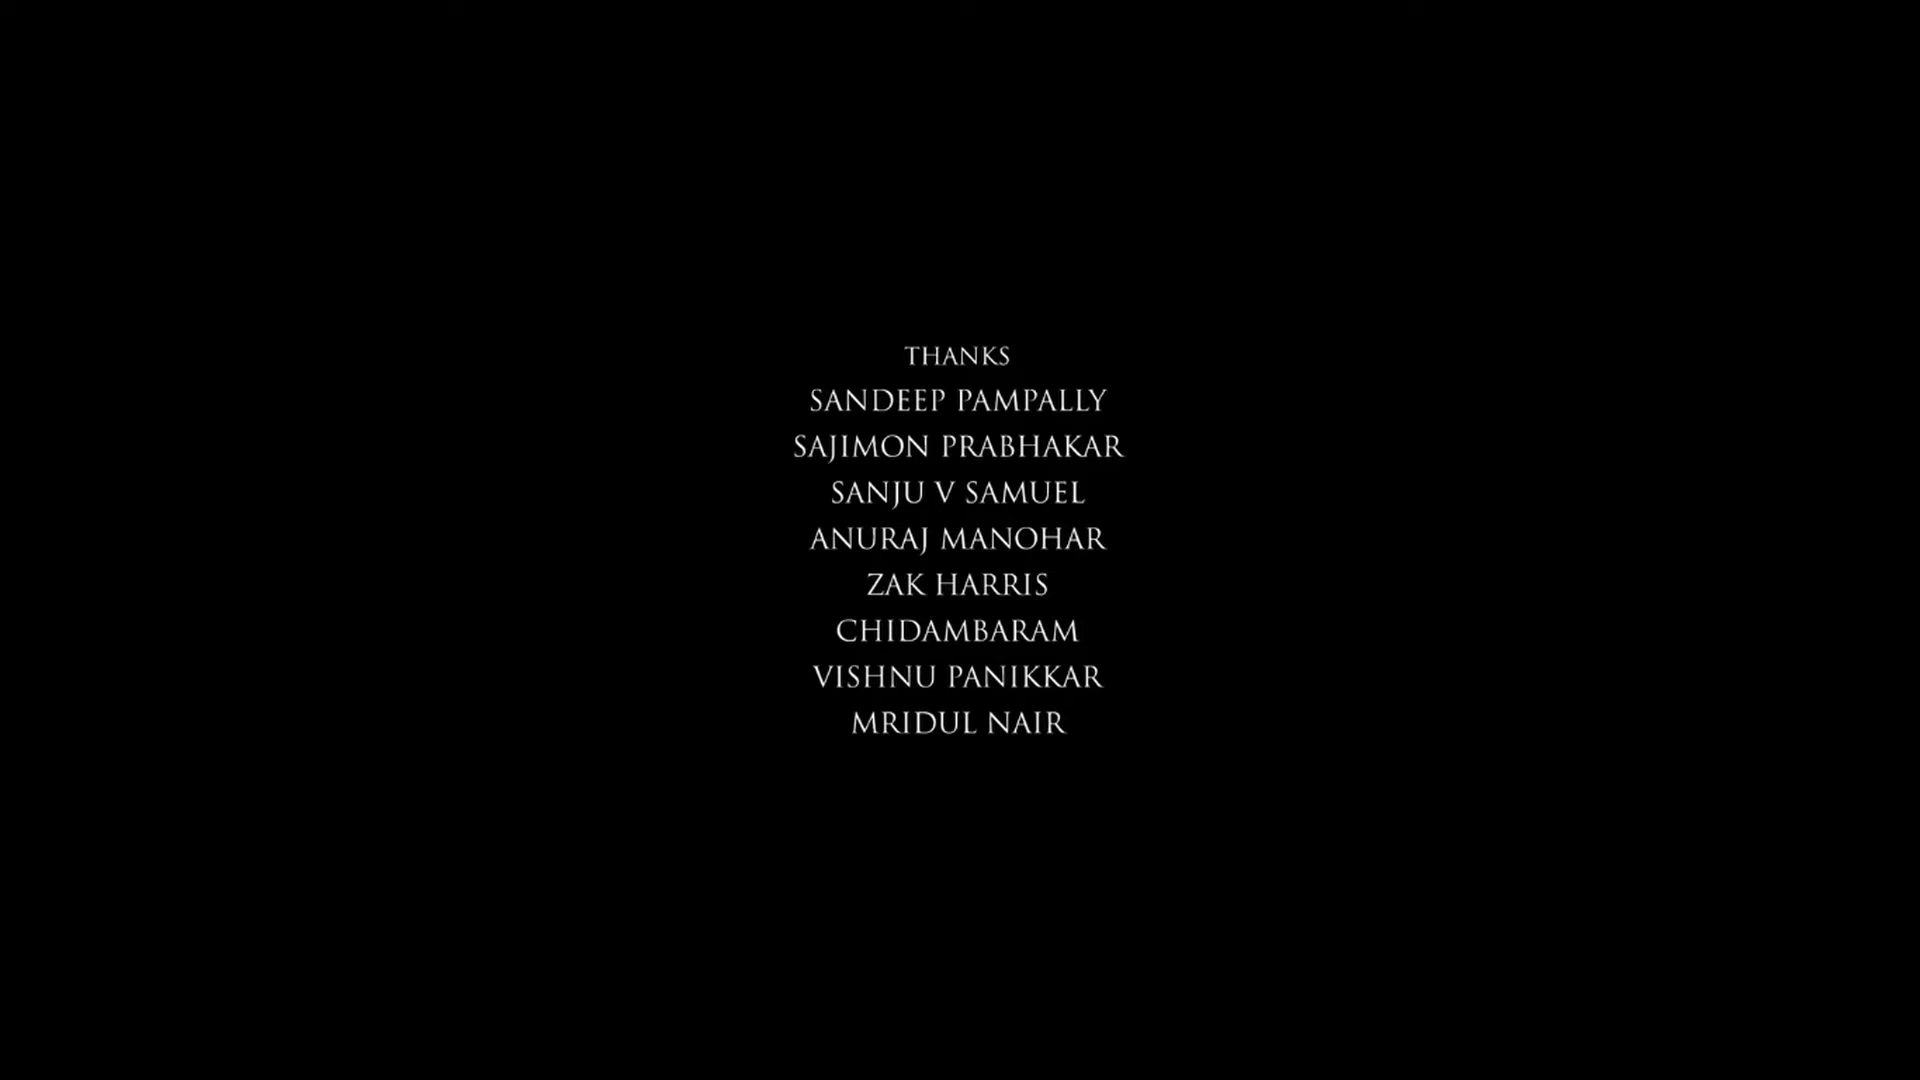 THANKS
SANDEEP PAMPALLY
SAJIMON PRABHAKAR
SANJU V SAMUEL
ANURAJ MANOHAR
ZAK HARRIS
CHIDAMBARAM
VISHNU PANIKKAR
MRIDUL NAIR